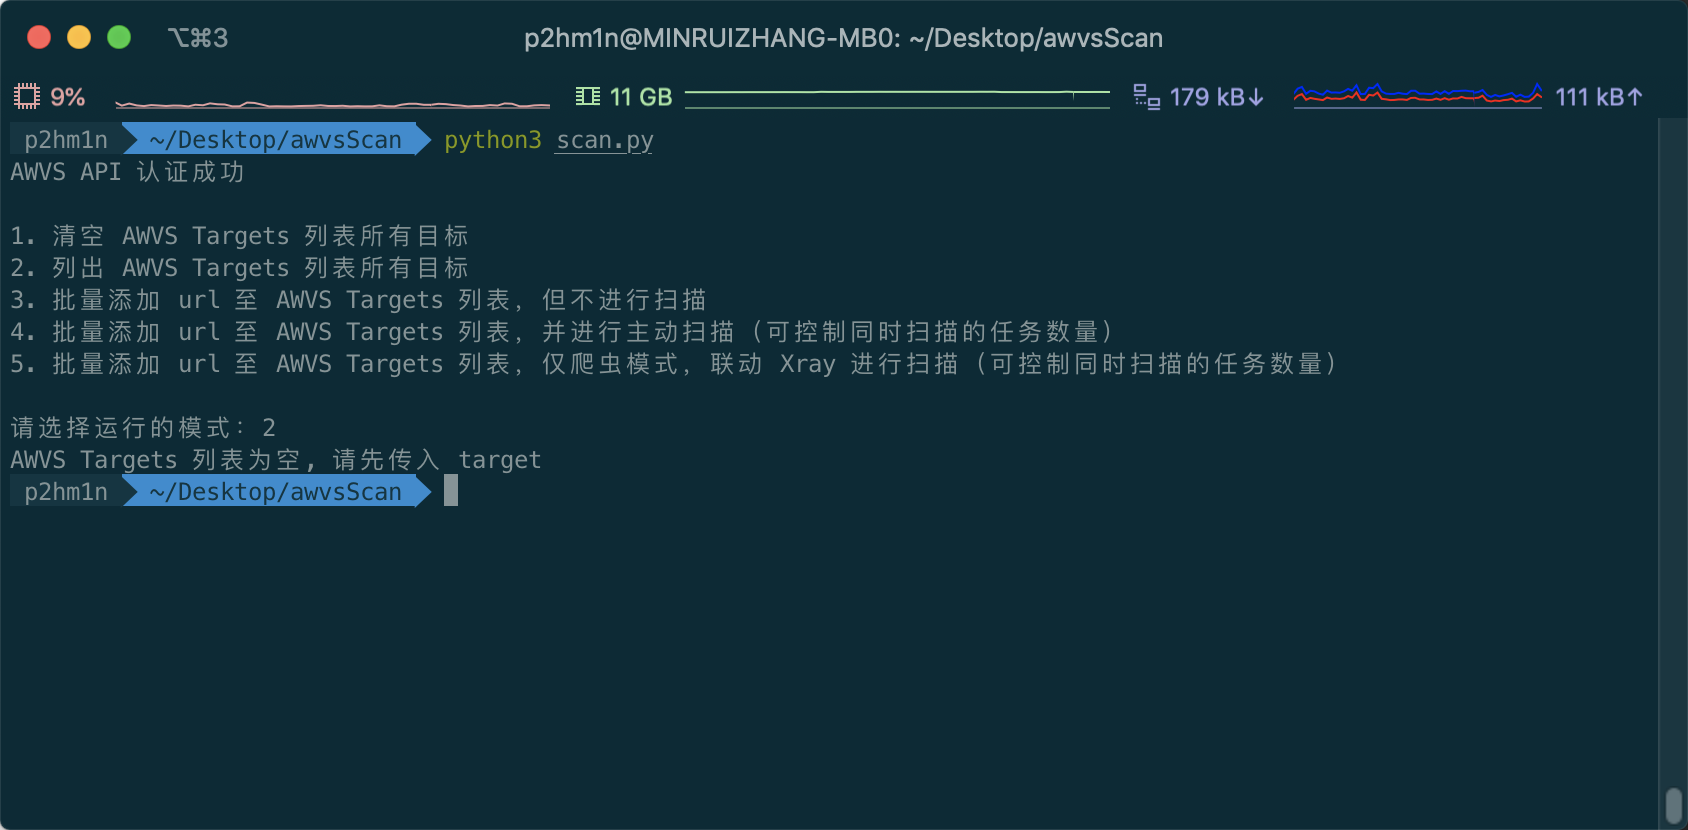 ⌥⌘3 p2hm1n@MINRUIZHANG-MB0: ~/Desktop/awvsScan
9% 11 GB 179 kB↓ 111 kB↑
p2hm1n ~/Desktop/awvsScan python3 scan.py
AWVS API 认证成功
1. 清空 AWVS Targets 列表所有目标
2. 列出 AWVS Targets 列表所有目标
3. 批量添加 url 至 AWVS Targets 列表，但不进行扫描
4. 批量添加 url 至 AWVS Targets 列表，并进行主动扫描（可控制同时扫描的任务数量）
5. 批量添加 url 至 AWVS Targets 列表，仅爬虫模式，联动 Xray 进行扫描（可控制同时扫描的任务数量）
请选择运行的模式：2
AWVS Targets 列表为空, 请先传入 target
p2hm1n ~/Desktop/awvsScan